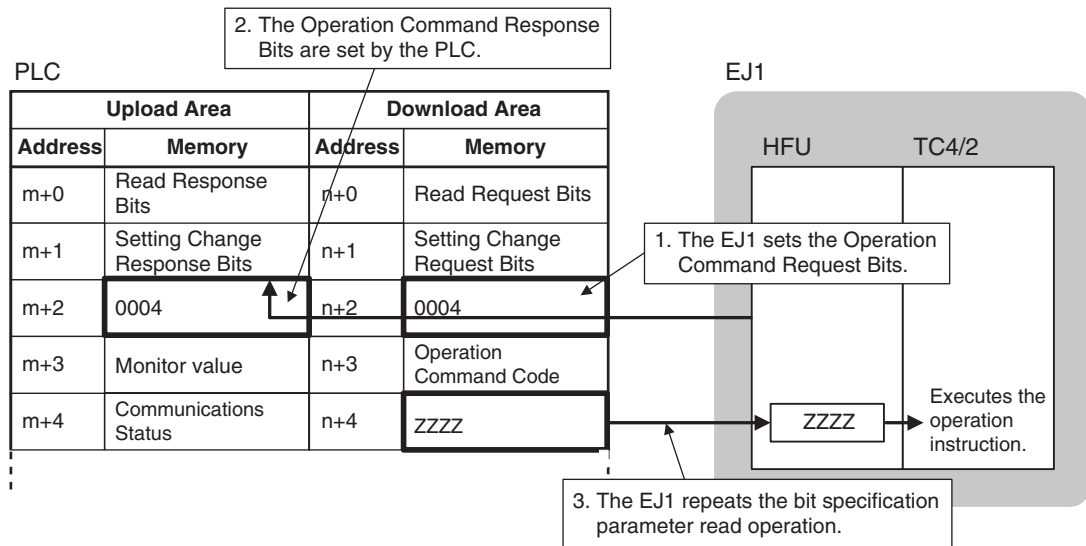 2. The Operation Command Response
Bits are set by the PLC.
PLC
EJ1
Upload Area
Download Area
Address
Memory
Address
Memory
HFU
TC4/2
m+0
Read Response
Bits
n+0
Read Request Bits
m+1
Setting Change
Response Bits
n+1
Setting Change
Request Bits
1. The EJ1 sets the Operation
Command Request Bits.
m+2
0004
n+2
0004
m+3
Monitor value
n+3
Operation
Command Code
m+4
Communications
Status
n+4
ZZZZ
ZZZZ
Executes the
operation
instruction.
3. The EJ1 repeats the bit specification
parameter read operation.